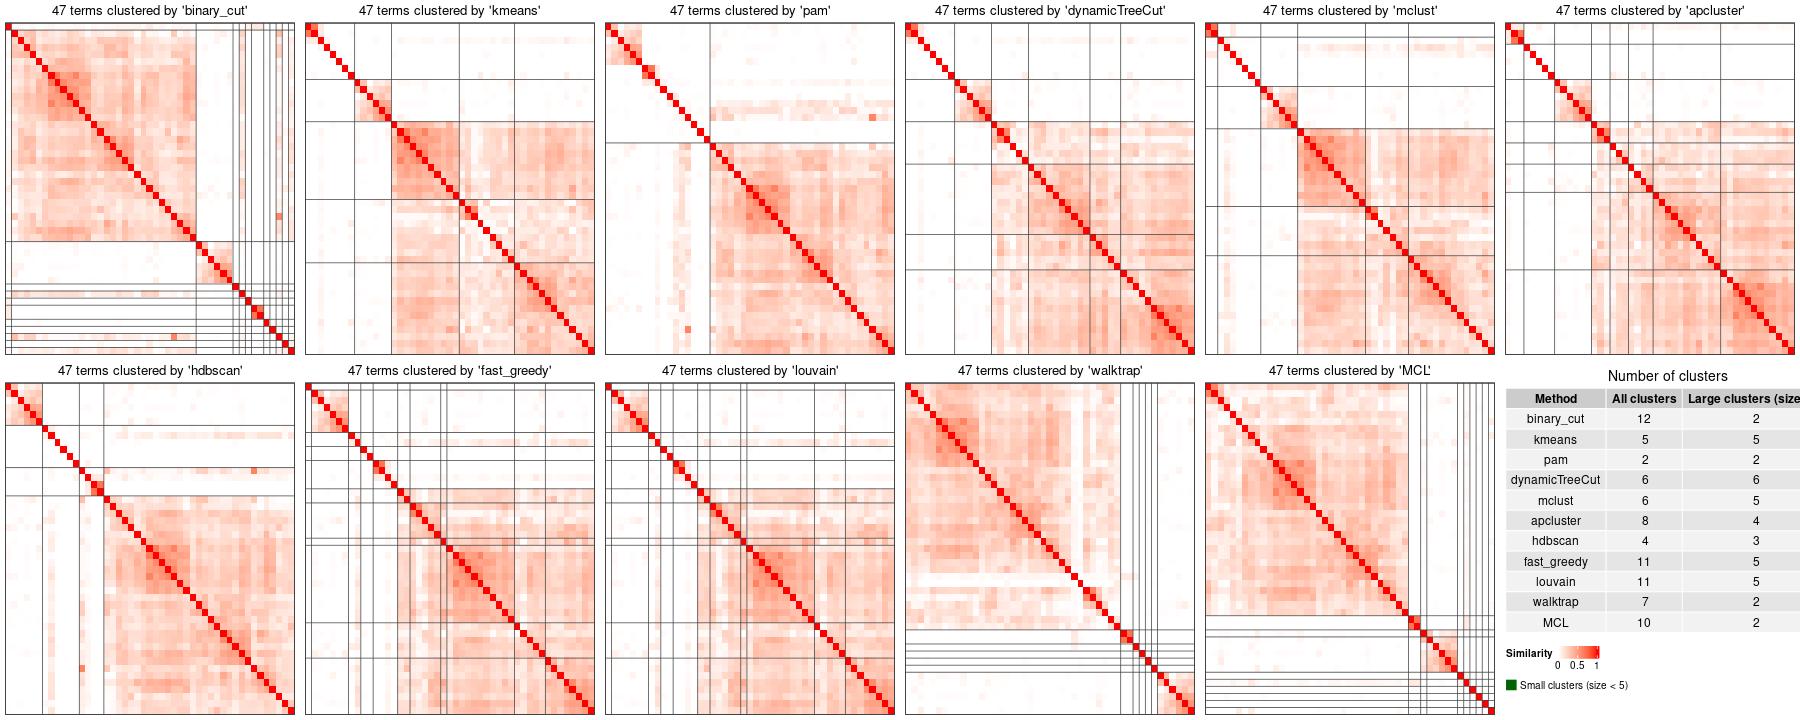 47 terms clustered by 'binary_cut'
47 terms clustered by 'kmeans'
47 terms clustered by 'pam'
47 terms clustered by 'dynamicTreeCut'
47 terms clustered by 'mclust'
47 terms clustered by 'apcluster'
47 terms clustered by 'hdbscan'
47 terms clustered by 'fast_greedy'
47 terms clustered by 'louvain'
47 terms clustered by 'walktrap'
47 terms clustered by 'MCL'
Number of clusters
Method All clusters Large clusters (size
binary_cut 12 2
kmeans 5 5
pam 2 2
dynamicTreeCut 6 6
mclust 6 5
apcluster 8 4
hdbscan 4 3
fast_greedy 11 5
louvain 11 5
walktrap 7 2
MCL 10 2
Similarity
0 0.5 1
Small clusters (size < 5)